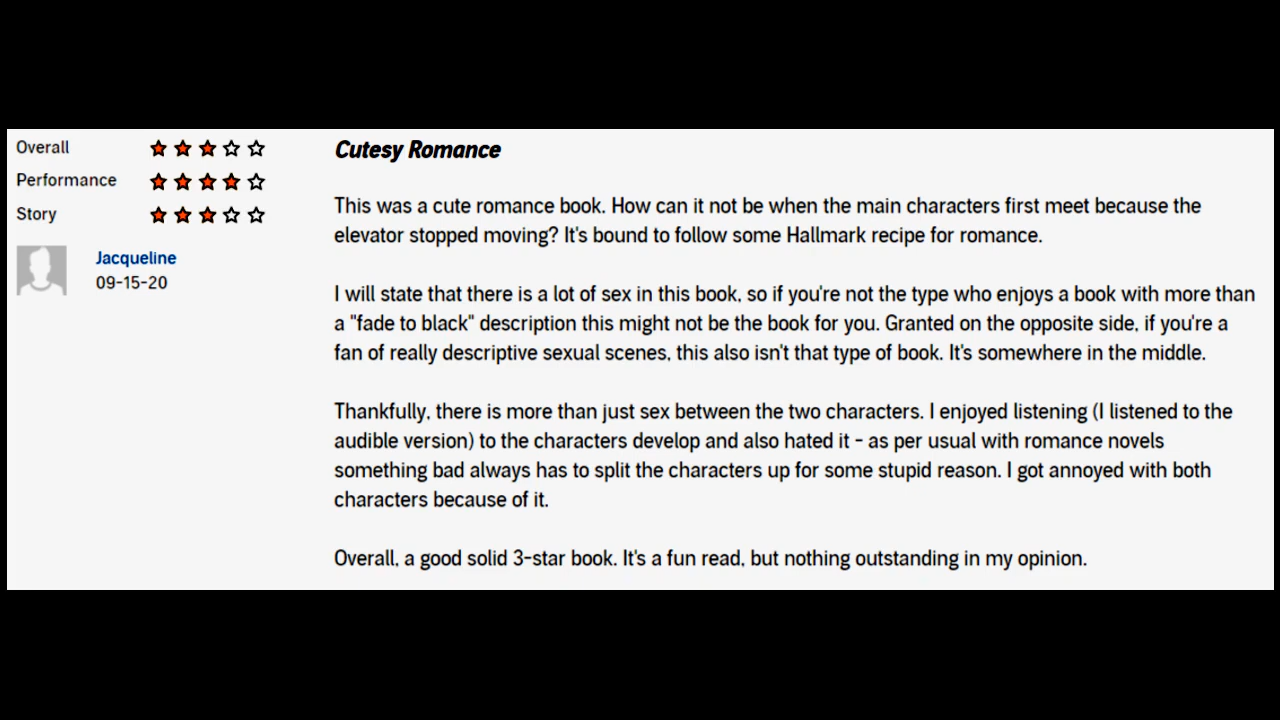 Overall
Performance
Story
Jacqueline
09-15-20
Cutesy Romance
This was a cute romance book. How can it not be when the main characters first meet because the
elevator stopped moving? It's bound to follow some Hallmark recipe for romance.
I will state that there is a lot of sex in this book, so if you're not the type who enjoys a book with more than
a "fade to black" description this might not be the book for you. Granted on the opposite side, if you're a
fan of really descriptive sexual scenes, this also isn't that type of book. It's somewhere in the middle.
Thankfully, there is more than just sex between the two characters. I enjoyed listening (I listened to the
audible version) to the characters develop and also hated it - as per usual with romance novels
something bad always has to split the characters up for some stupid reason. I got annoyed with both
characters because of it.
Overall, a good solid 3-star book. It's a fun read, but nothing outstanding in my opinion.